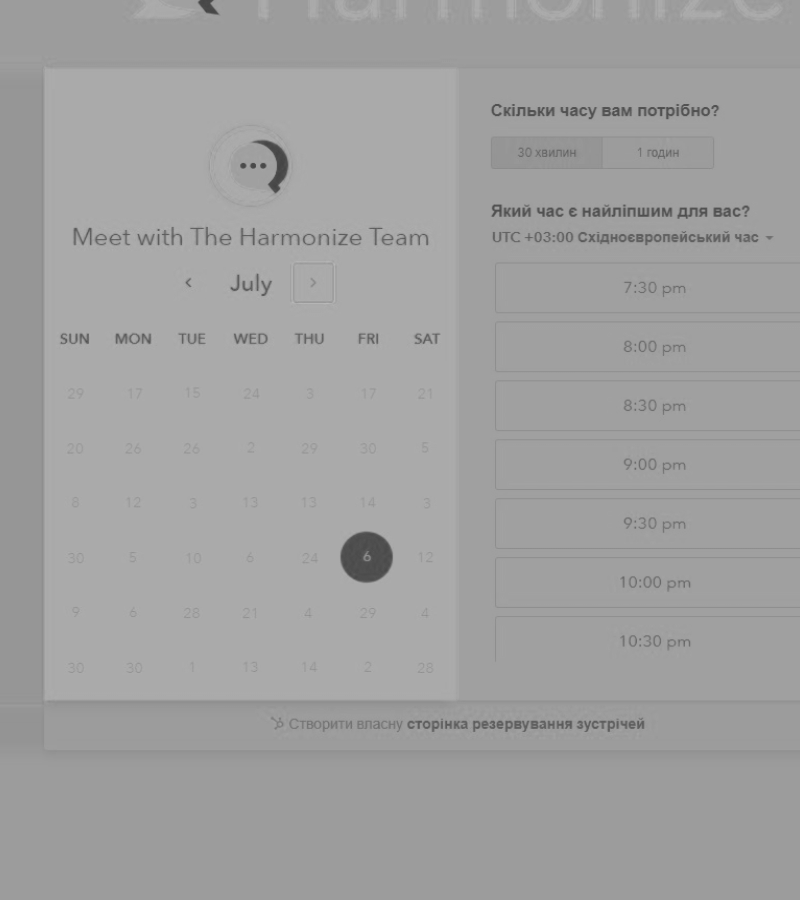 Harmonize
Meet with The Harmonize Team
July
SUN MON TUE WED THU FRI SAT
29 17 15 24 3 17 21
20 26 26 2 29 30 5
8 12 3 13 13 14 3
30 5 10 6 24 6 12
9 6 28 21 4 29 4
30 30 1 13 14 2 28
Скільки часу вам потрібно?
30 хвилин 1 годин
Який час є найліпшим для вас?
UTC +03:00 Східноєвропейський час
7:30 pm
8:00 pm
8:30 pm
9:00 pm
9:30 pm
10:00 pm
10:30 pm
Створити власну сторінка резервування зустрічей